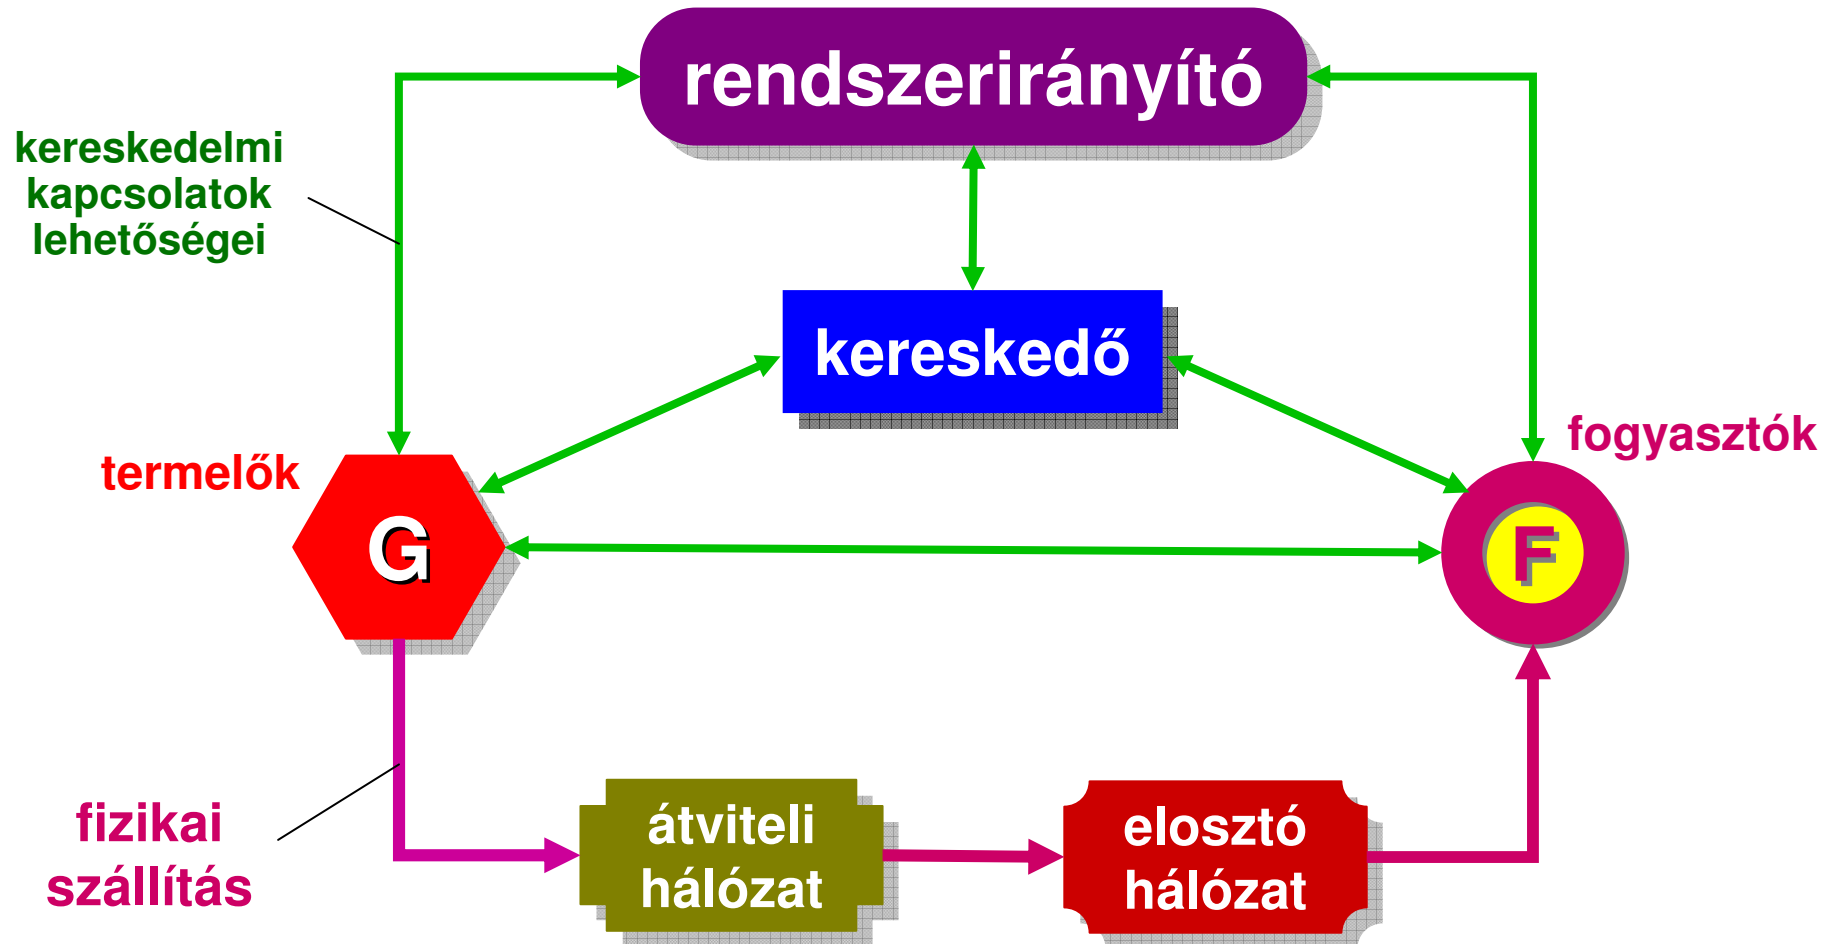 rendszerirányító
kereskedelmi
kapcsolatok
lehetőségei
kereskedő
termelők
fogyasztók
G
F
fizikai
szállítás
átviteli
hálózat
elosztó
hálózat